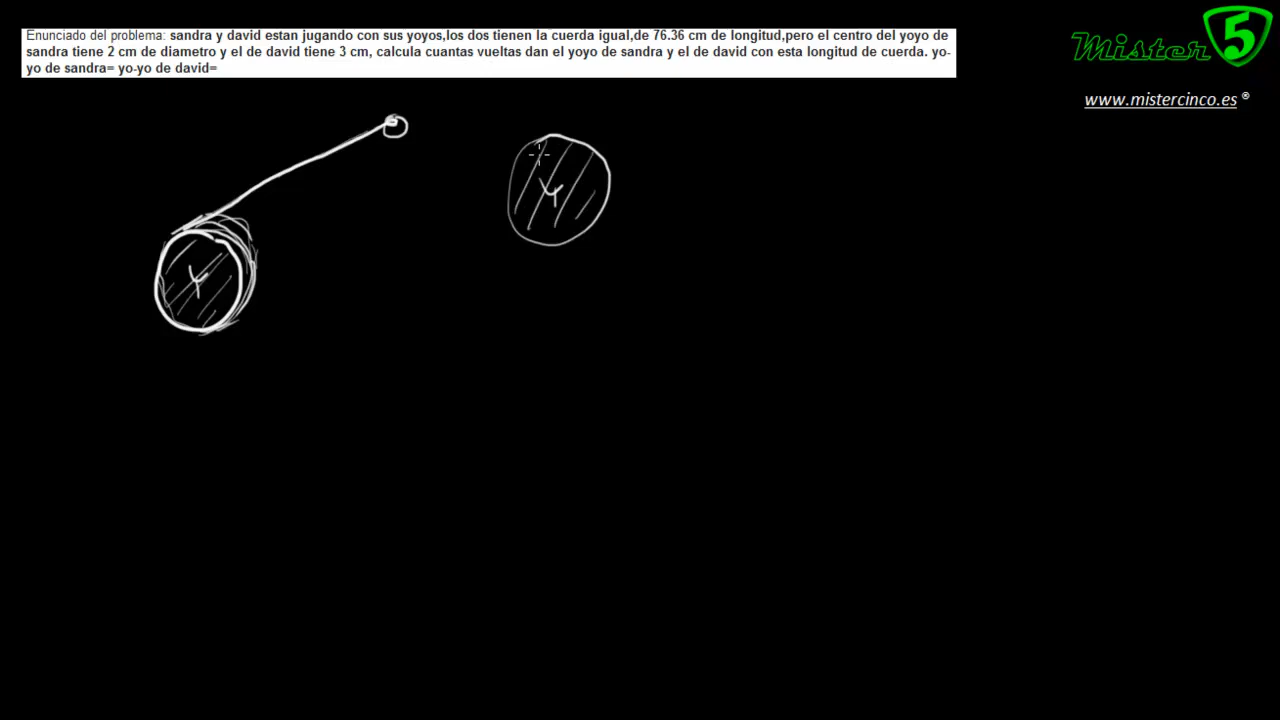 Enunciado del problema: sandra y david estan jugando con sus yoyos,los dos tienen la cuerda igual,de 76.36 cm de longitud,pero el centro del yoyo de
sandra tiene 2 cm de diametro y el de david tiene 3 cm, calcula cuantas vueltas dan el yoyo de sandra y el de david con esta longitud de cuerda. yo-
yo de sandra= yo-yo de david=
Mister 5
www.mistercinco.es ®
Y
Y